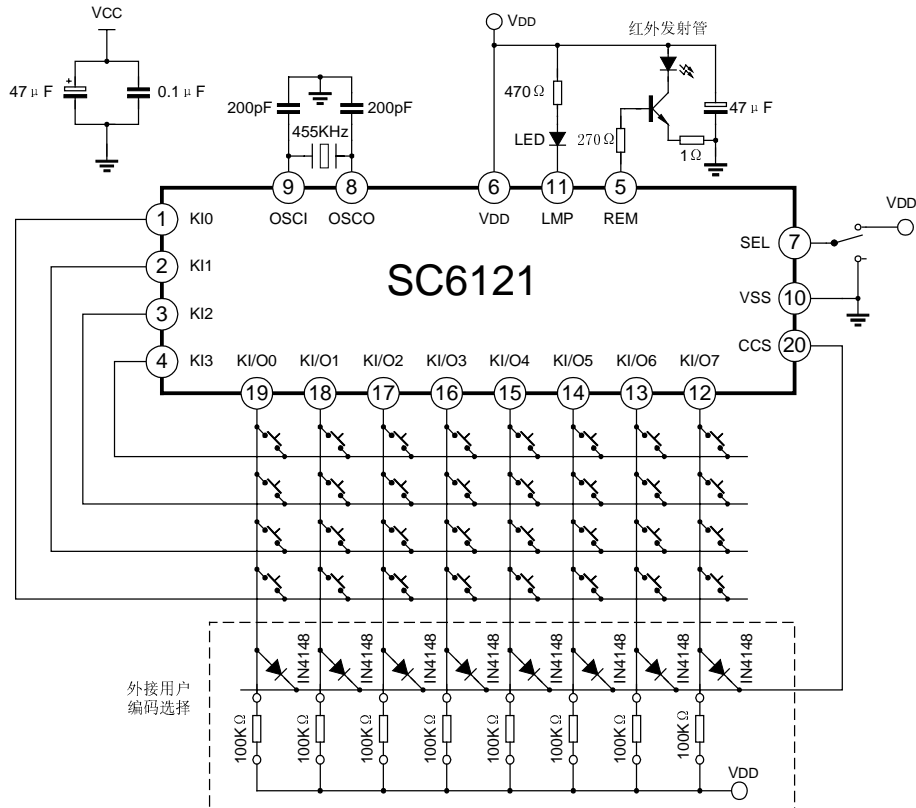 VCC
47μF
+
0.1μF
200pF
200pF
455KHz
VDD
红外发射管
470Ω
LED
270Ω
1Ω
47μF
9
8
6
11
5
OSCI
OSCO
VDD
LMP
REM
1 KI0
2 KI1
3 KI2
4 KI3
SC6121
SEL 7
VDD
VSS 10
CCS 20
KI/O0
KI/O1
KI/O2
KI/O3
KI/O4
KI/O5
KI/O6
KI/O7
19
18
17
16
15
14
13
12
外接用户
编码选择
IN4148
IN4148
IN4148
IN4148
IN4148
IN4148
IN4148
IN4148
100KΩ
100KΩ
100KΩ
100KΩ
100KΩ
100KΩ
100KΩ
100KΩ
VDD